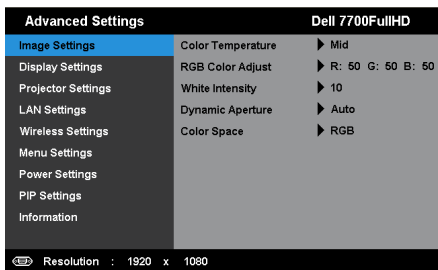 Advanced Settings Dell 7700FullHD
Image Settings Color Temperature Mid
Display Settings RGB Color Adjust R: 50 G: 50 B: 50
Projector Settings White Intensity 10
LAN Settings Dynamic Aperture Auto
Wireless Settings Color Space RGB
Menu Settings
Power Settings
PIP Settings
Information
Resolution : 1920 x 1080